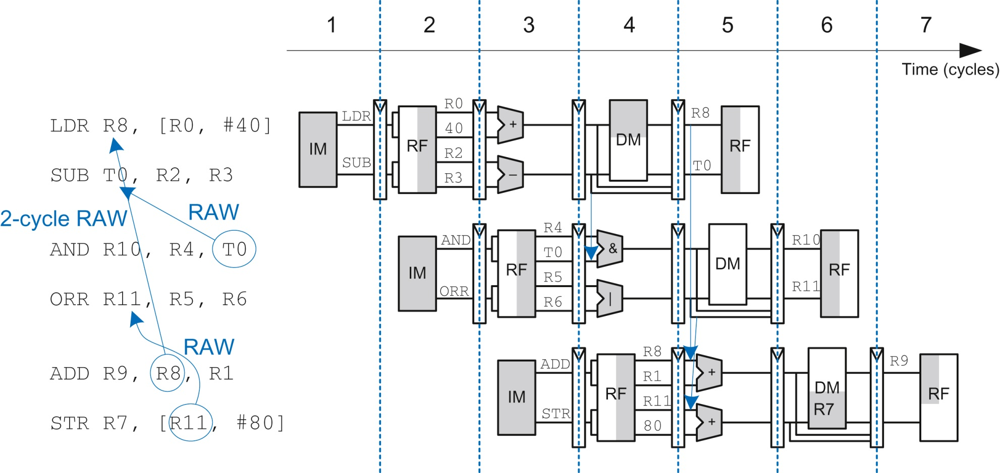 1 2 3 4 5 6 7
Time (cycles)
LDR R8, [R0, #40]
SUB T0, R2, R3
2-cycle RAW
RAW
AND R10, R4, T0
ORR R11, R5, R6
RAW
ADD R9, R8, R1
STR R7, [R11, #80]
IM
LDR
SUB
RF
R0
40
R2
R3
+
−
DM
R8
T0
RF
IM
AND
ORR
RF
R4
T0
R5
R6
&
|
DM
R10
R11
RF
IM
ADD
STR
RF
R8
R1
R11
80
+
+
DM
R7
R9
RF